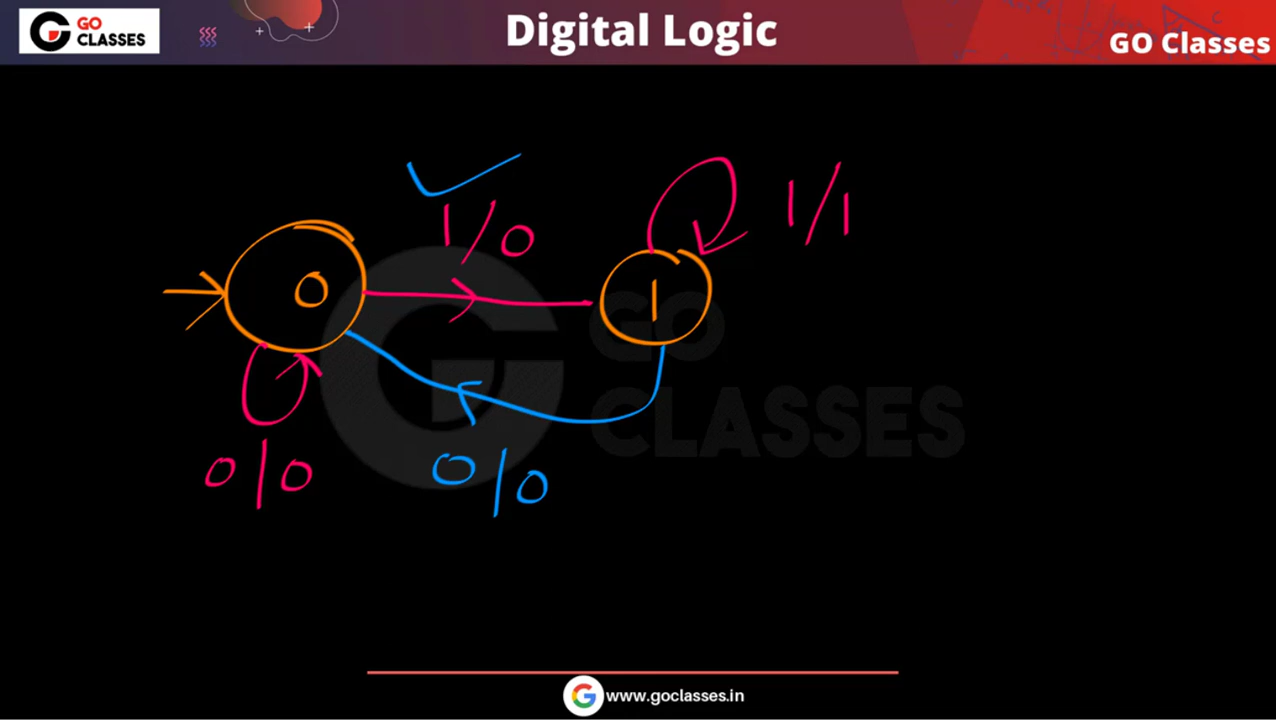 GO
CLASSES
Digital Logic
GO Classes
1/0
1/1
0
1
0/0
0/0
GO
CLASSES
www.goclasses.in